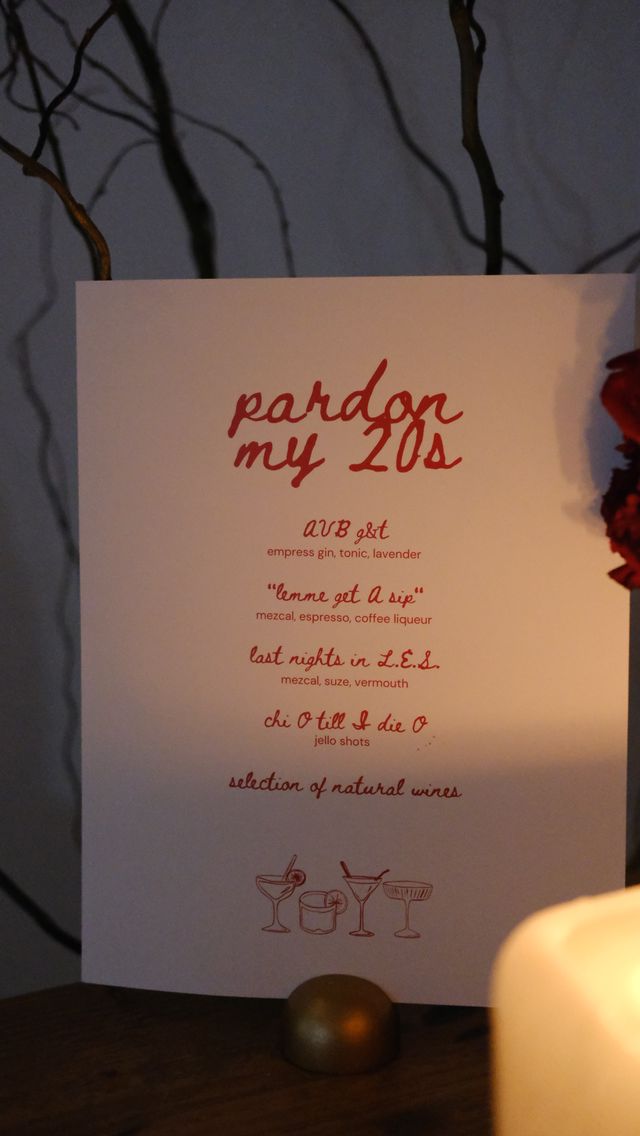 pardon
my 20s
AVB g&t
empress gin, tonic, lavender
"lemme get A sip"
mezcal, espresso, coffee liqueur
last nights in L.E.S.
mezcal, suze, vermouth
chi O till I die O
jello shots
selection of natural wines